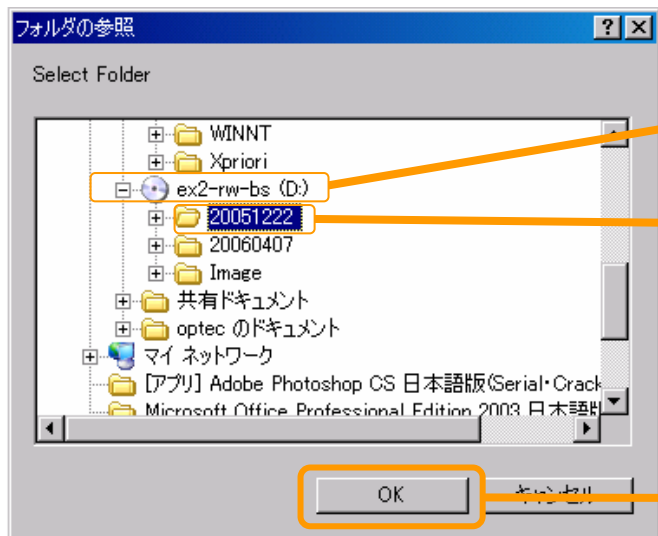 フォルダの参照
Select Folder
WINNT
Xpriori
ex2-rw-bs (D:)
20051222
20060407
Image
共有ドキュメント
optec のドキュメント
マイ ネットワーク
[アプリ] Adobe Photoshop CS 日本語版(Serial・Crack
Microsoft Office Professional Edition 2003 日本語
OK
キャンセル